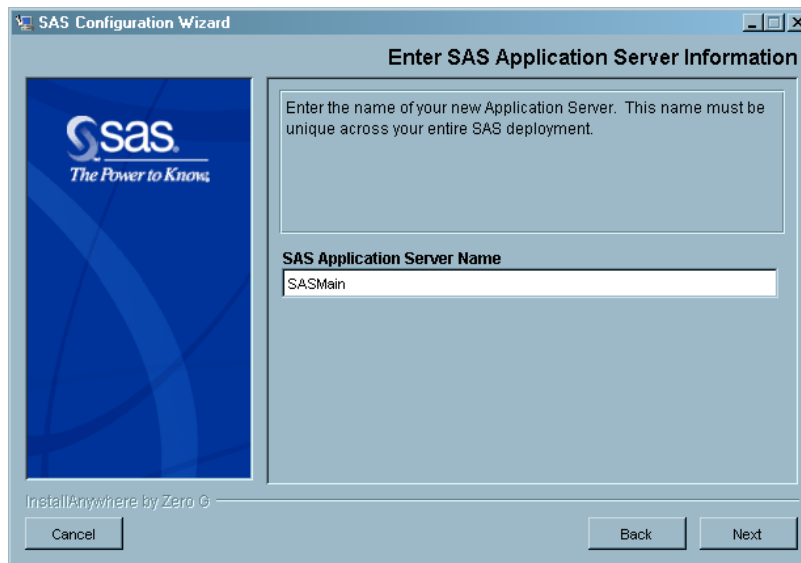 SAS Configuration Wizard
Enter SAS Application Server Information
sas.
The Power to Know.
Enter the name of your new Application Server. This name must be
unique across your entire SAS deployment.
SAS Application Server Name
SASMain
InstallAnywhere by Zero G
Cancel
Back
Next